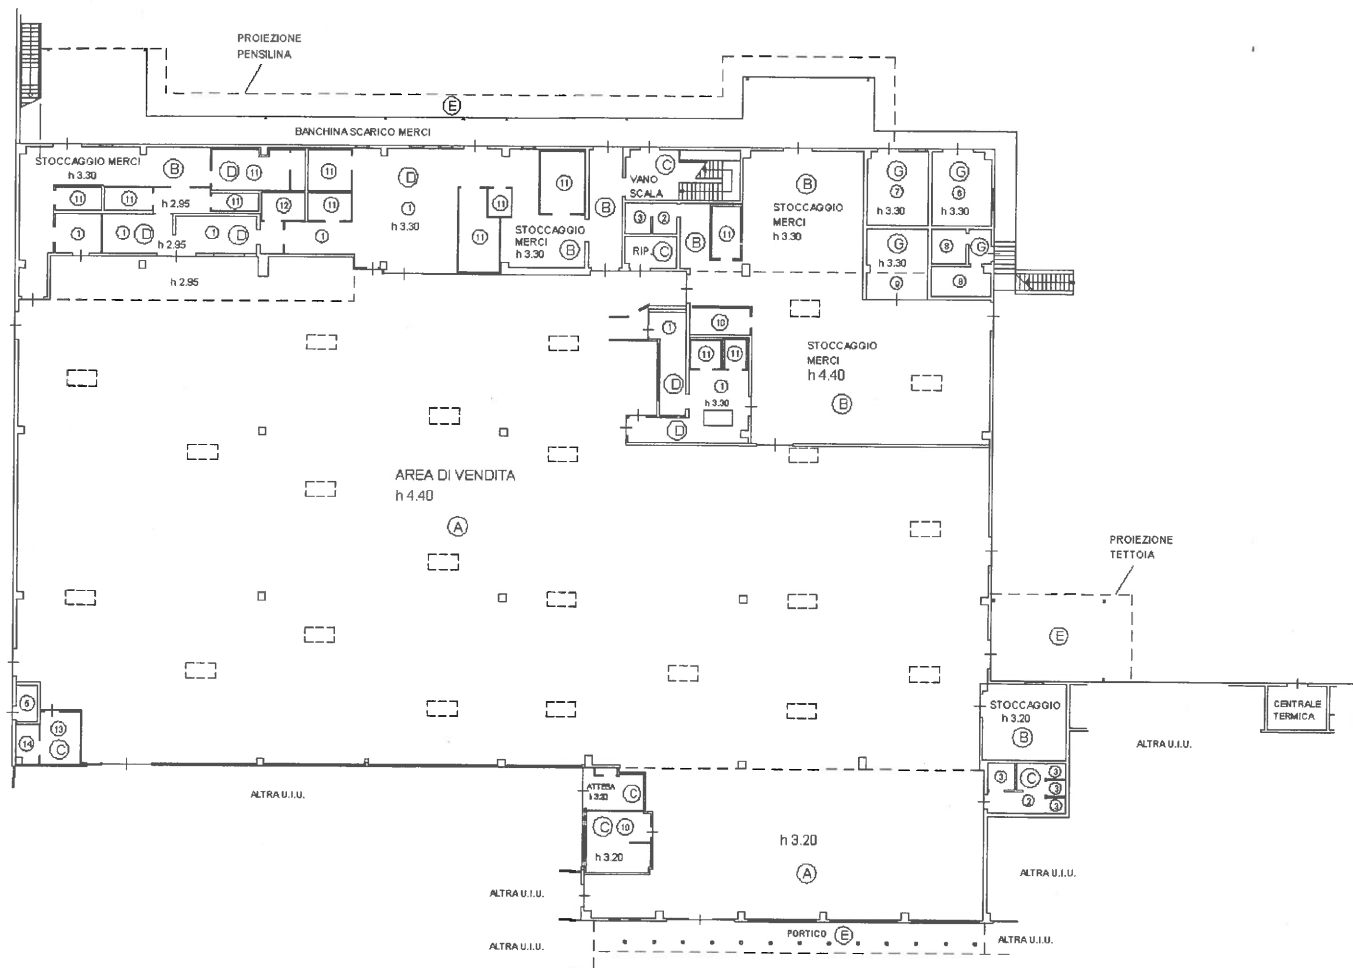 PROIEZIONE
PENSILINA
E
BANCHINA SCARICO MERCI
STOCCAGGIO MERCI
h 3.30
B
D
11
11
D
11
C
VANO
SCALA
B
STOCCAGGIO
MERCI
h 3.30
G
7
h 3.30
G
6
h 3.30
11
11
h 2.95
11
12
11
1
h 3.30
11
B
3
2
11
1
1
D
h 2.95
1
D
1
11
STOCCAGGIO
MERCI
h 3.30
B
RIP.
C
B
G
h 3.30
9
8
G
8
h 2.95
1
10
11
11
D
1
h 3.30
D
STOCCAGGIO
MERCI
h 4.40
B
AREA DI VENDITA
h 4.40
A
PROIEZIONE
TETTOIA
E
5
13
14
C
STOCCAGGIO
h 3.20
B
CENTRALE
TERMICA
ALTRA U.I.U.
3
C
3
3
3
2
ALTRA U.I.U.
ATTESA
h 3.20
C
C
10
h 3.20
h 3.20
A
ALTRA U.I.U.
ALTRA U.I.U.
PORTICO
E
ALTRA U.I.U.
ALTRA U.I.U.